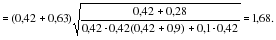 = (0,42 + 0,63) √((0,42 + 0,28) / (0,42 · 0,42(0,42 + 0,9) + 0,1 · 0,42)) = 1,68.